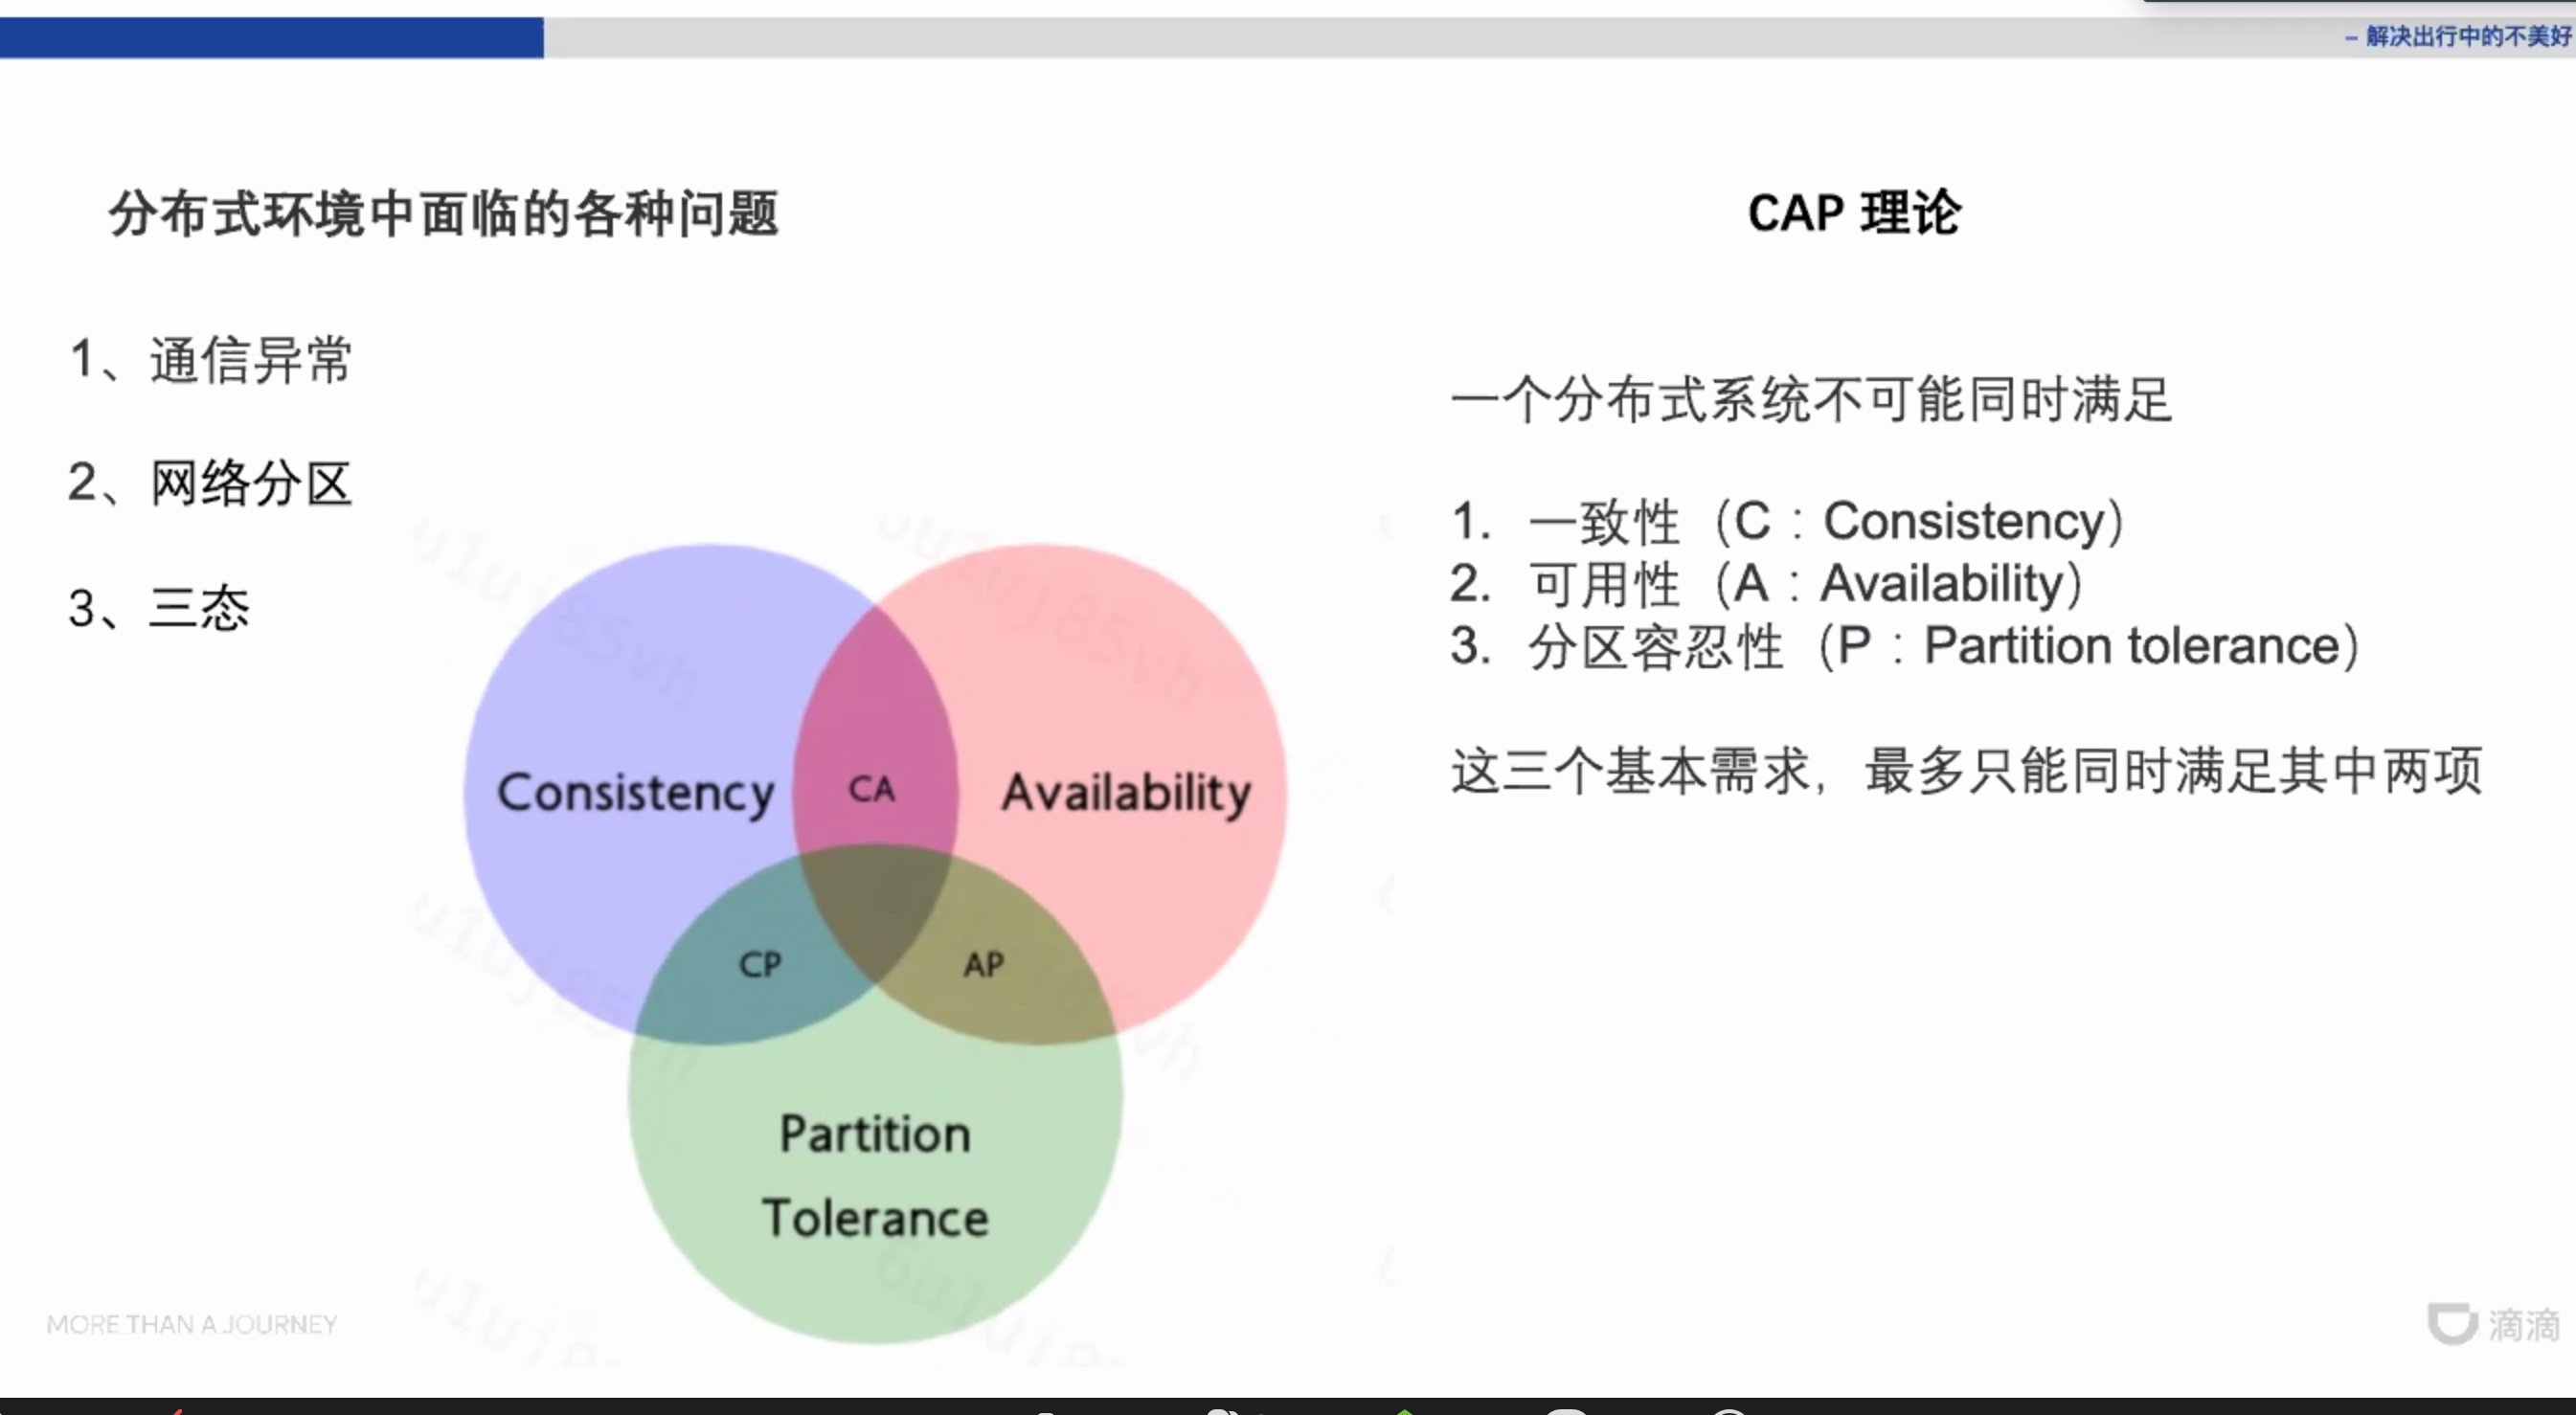 – 解决出行中的不美好
分布式环境中面临的各种问题
1、通信异常
2、网络分区
3、三态
Consistency
CA
Availability
CP
AP
Partition
Tolerance
CAP 理论
一个分布式系统不可能同时满足
1. 一致性（C：Consistency）
2. 可用性（A：Availability）
3. 分区容忍性（P：Partition tolerance）
这三个基本需求，最多只能同时满足其中两项
MORE THAN A JOURNEY
滴滴